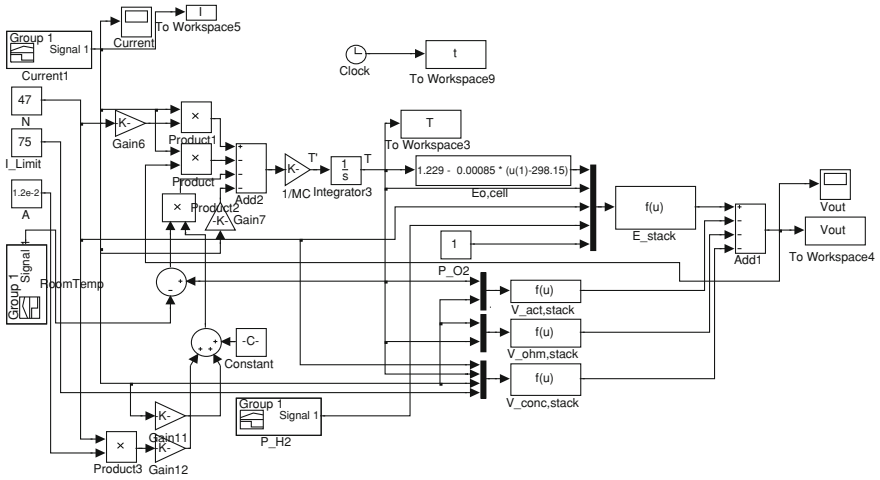 I
To Workspace5
Current
Group 1
Signal 1
Current1
Clock
t
To Workspace9
47
N
K-
Gain6
×
Product1
T
To Workspace3
75
I_Limit
×
Product
+
−
−
−
Add2
K-
1/MC
T'
1
s
Integrator3
T
1.229 - 0.00085 * (u(1)-298.15)
Eo,cell
1.2e-2
A
×
Product2
-K-
Gain7
f(u)
E_stack
+
−
−
−
Add1
Vout
Vout
To Workspace4
1
P_O2
Group 1
Signal 1
RoomTemp
+
−
f(u)
V_act,stack
+
+ +
-C-
Constant
f(u)
V_ohm,stack
f(u)
V_conc,stack
K-
Gain11
Group 1
Signal 1
P_H2
×
Product3
K-
Gain12